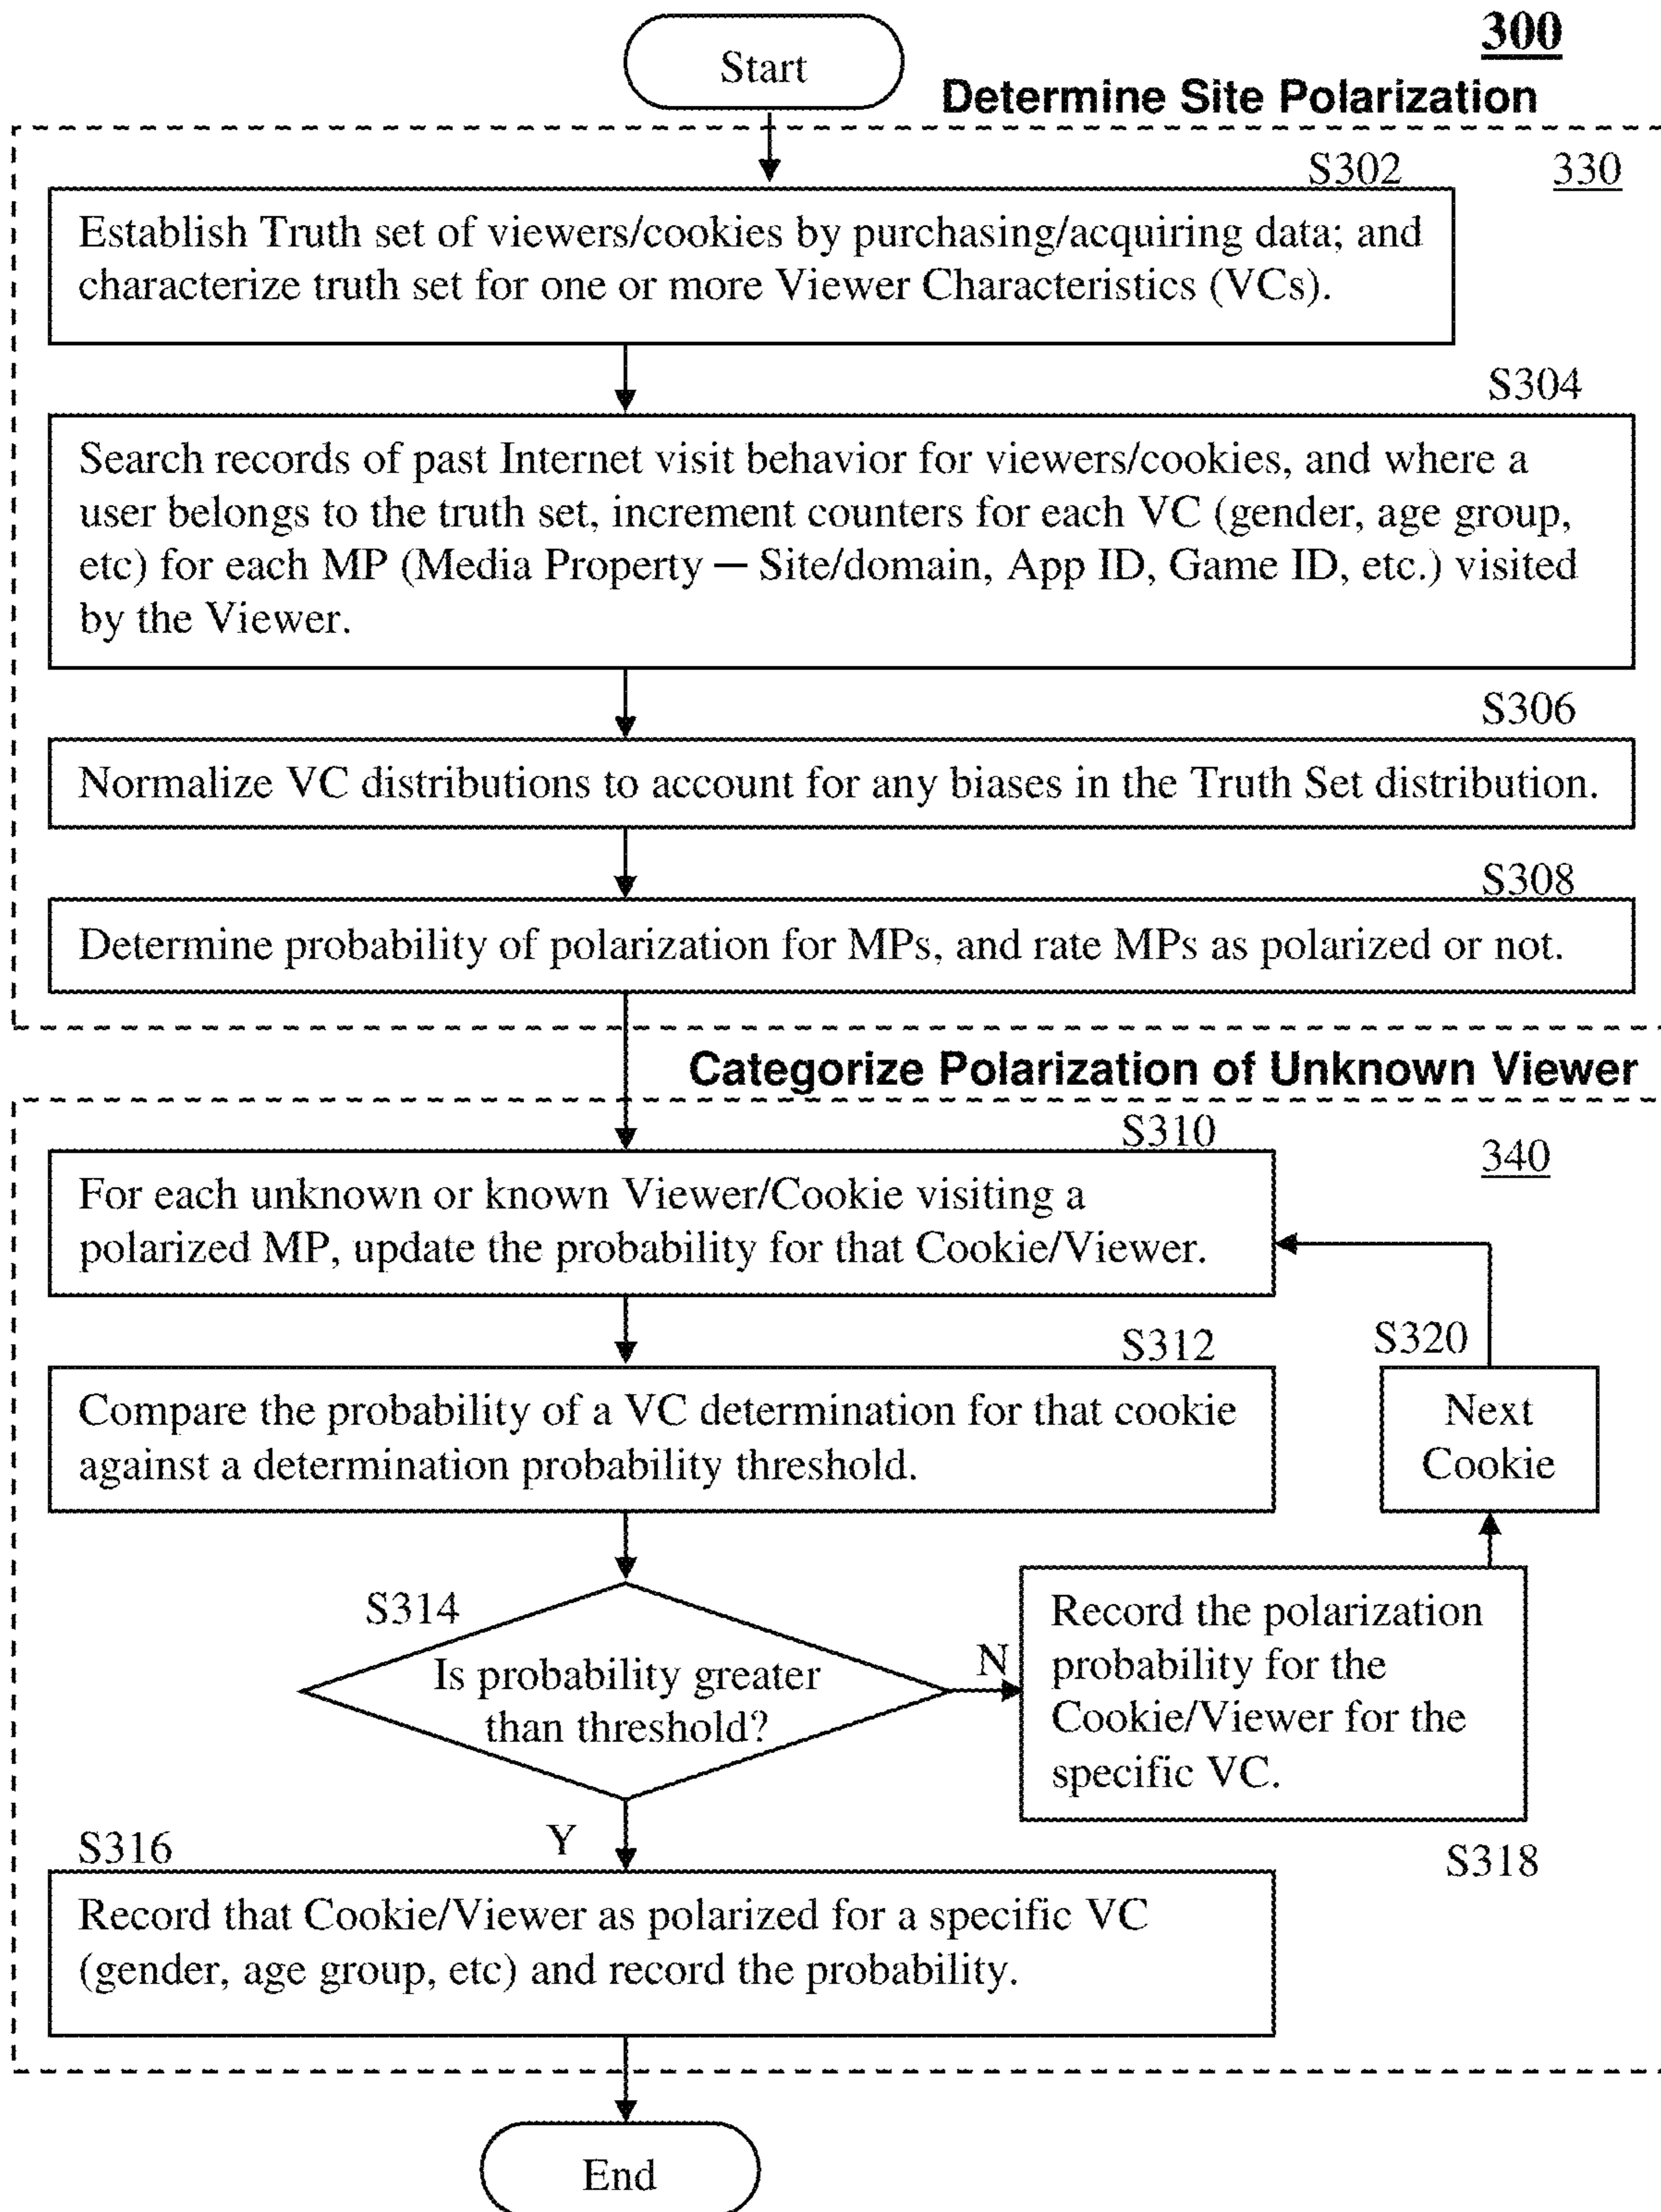 300
Start
Determine Site Polarization
S302
330
Establish Truth set of viewers/cookies by purchasing/acquiring data; and
characterize truth set for one or more Viewer Characteristics (VCs).
S304
Search records of past Internet visit behavior for viewers/cookies, and where a
user belongs to the truth set, increment counters for each VC (gender, age group,
etc) for each MP (Media Property — Site/domain, App ID, Game ID, etc.) visited
by the Viewer.
S306
Normalize VC distributions to account for any biases in the Truth Set distribution.
S308
Determine probability of polarization for MPs, and rate MPs as polarized or not.
Categorize Polarization of Unknown Viewer
S310
340
For each unknown or known Viewer/Cookie visiting a
polarized MP, update the probability for that Cookie/Viewer.
S312
Compare the probability of a VC determination for that cookie
against a determination probability threshold.
S320
Next
Cookie
S314
Is probability greater
than threshold?
N
Record the polarization
probability for the
Cookie/Viewer for the
specific VC.
S318
Y
S316
Record that Cookie/Viewer as polarized for a specific VC
(gender, age group, etc) and record the probability.
End